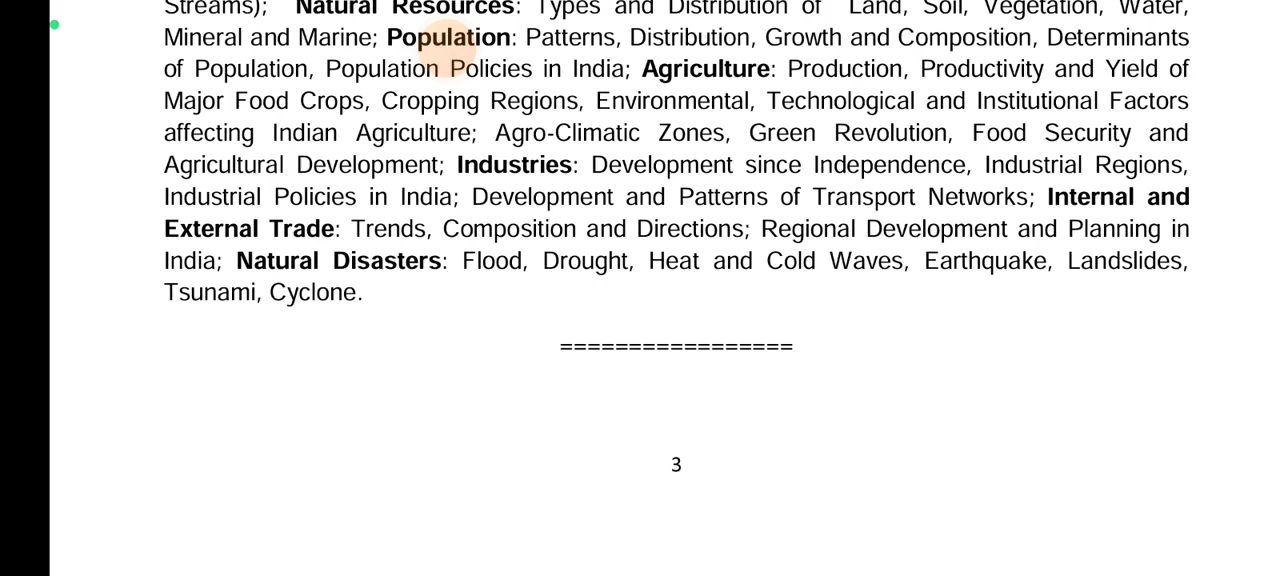 Streams); Natural Resources: Types and Distribution of Land, Soil, Vegetation, Water,
Mineral and Marine; Population: Patterns, Distribution, Growth and Composition, Determinants
of Population, Population Policies in India; Agriculture: Production, Productivity and Yield of
Major Food Crops, Cropping Regions, Environmental, Technological and Institutional Factors
affecting Indian Agriculture; Agro-Climatic Zones, Green Revolution, Food Security and
Agricultural Development; Industries: Development since Independence, Industrial Regions,
Industrial Policies in India; Development and Patterns of Transport Networks; Internal and
External Trade: Trends, Composition and Directions; Regional Development and Planning in
India; Natural Disasters: Flood, Drought, Heat and Cold Waves, Earthquake, Landslides,
Tsunami, Cyclone.
=================
3